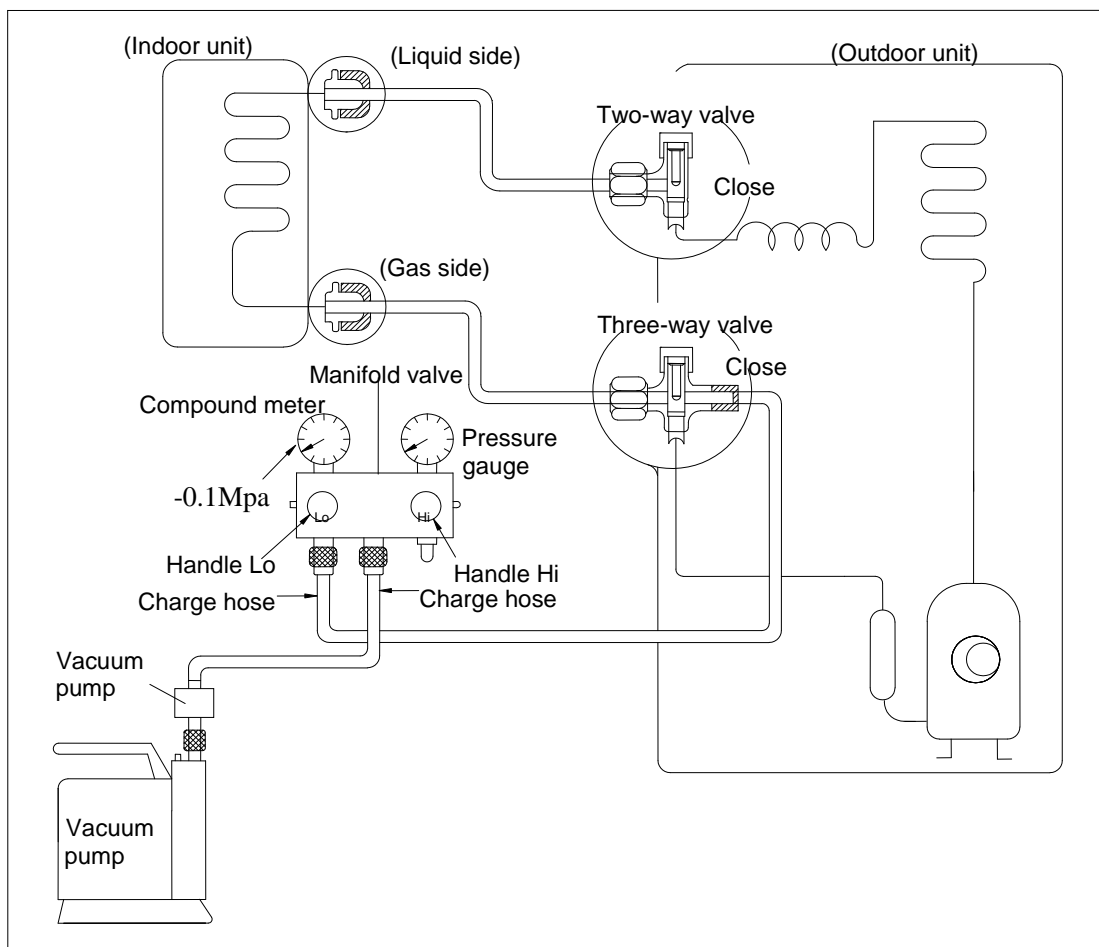 (Indoor unit)
(Liquid side)
(Outdoor unit)
Two-way valve
Close
(Gas side)
Three-way valve
Close
Manifold valve
Compound meter
Pressure
gauge
-0.1Mpa
Lo
Hi
Handle Lo
Handle Hi
Charge hose
Charge hose
Vacuum
pump
Vacuum
pump